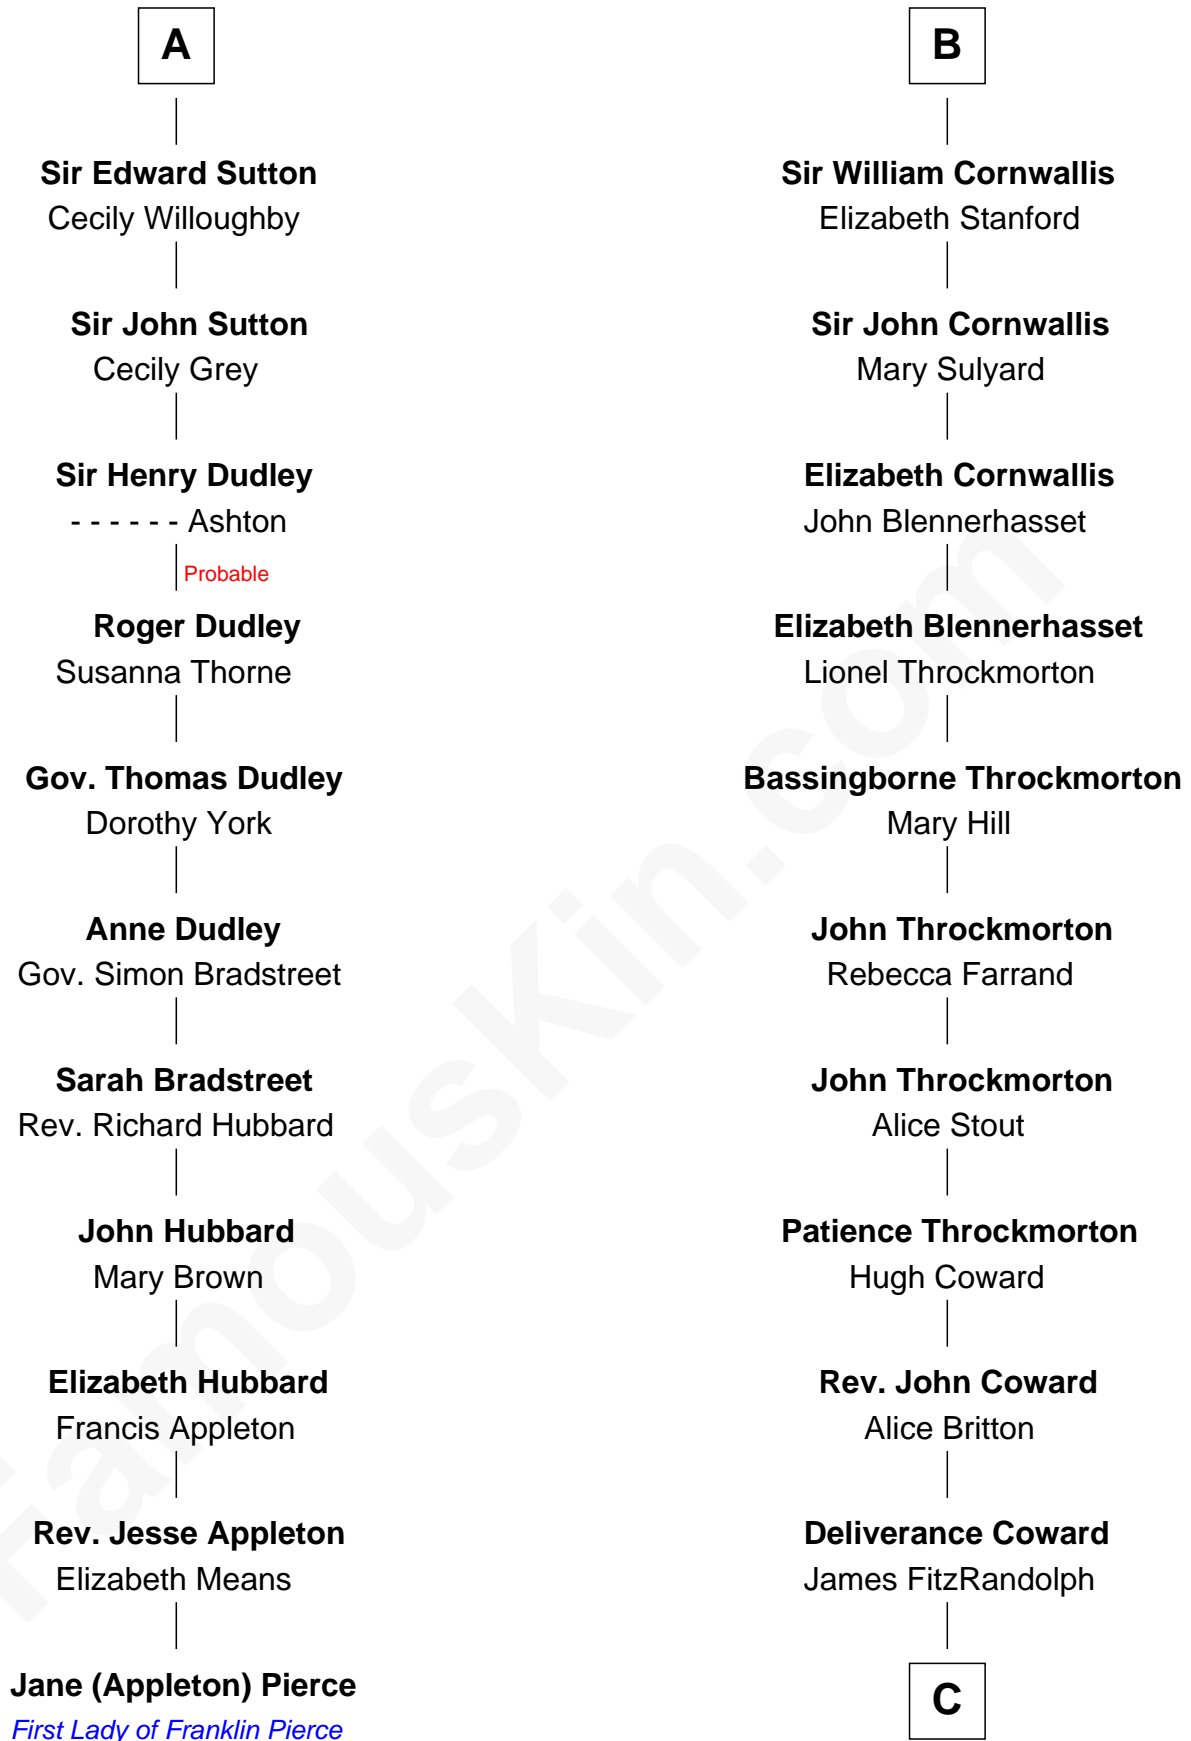 A
Sir Edward Sutton
Cecily Willoughby
Sir John Sutton
Cecily Grey
Sir Henry Dudley
- - - - - - Ashton
Probable
Roger Dudley
Susanna Thorne
Gov. Thomas Dudley
Dorothy York
Anne Dudley
Gov. Simon Bradstreet
Sarah Bradstreet
Rev. Richard Hubbard
John Hubbard
Mary Brown
Elizabeth Hubbard
Francis Appleton
Rev. Jesse Appleton
Elizabeth Means
Jane (Appleton) Pierce
First Lady of Franklin Pierce
B
Sir William Cornwallis
Elizabeth Stanford
Sir John Cornwallis
Mary Sulyard
Elizabeth Cornwallis
John Blennerhasset
Elizabeth Blennerhasset
Lionel Throckmorton
Bassingborne Throckmorton
Mary Hill
John Throckmorton
Rebecca Farrand
John Throckmorton
Alice Stout
Patience Throckmorton
Hugh Coward
Rev. John Coward
Alice Britton
Deliverance Coward
James FitzRandolph
C
FamousKin.com